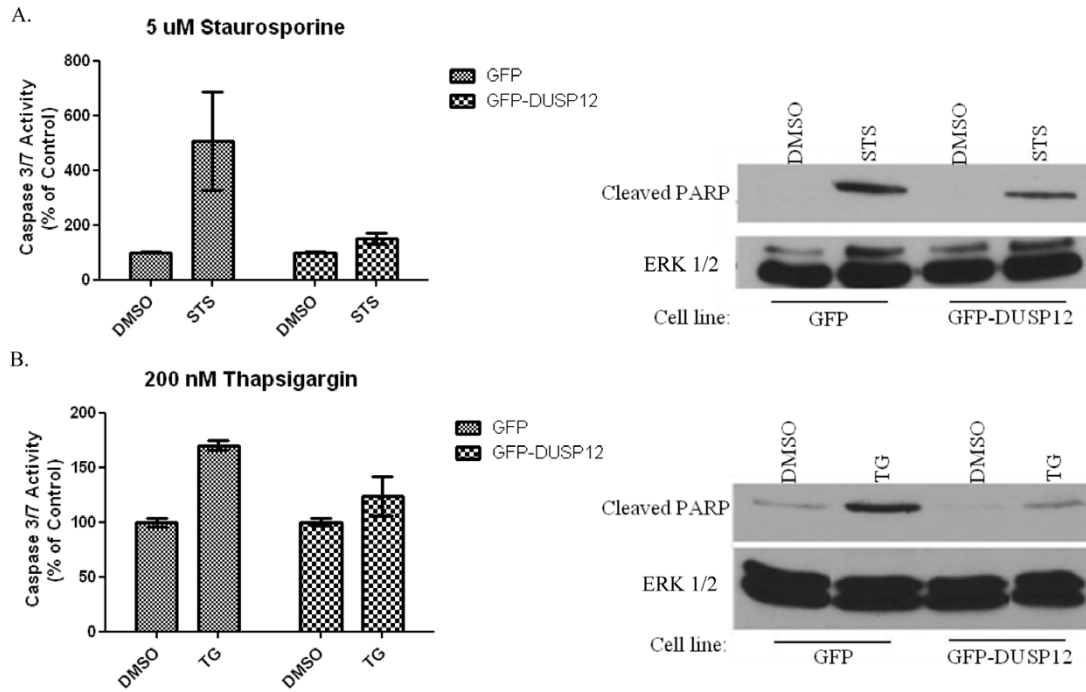 A.
5 uM Staurosporine
Caspase 3/7 Activity
(% of Control)
800
600
400
200
0
DMSO
STS
DMSO
STS
GFP
GFP-DUSP12
DMSO
STS
DMSO
STS
Cleaved PARP
ERK 1/2
Cell line:
GFP
GFP-DUSP12
B.
200 nM Thapsigargin
Caspase 3/7 Activity
(% of Control)
200
150
100
50
0
DMSO
TG
DMSO
TG
GFP
GFP-DUSP12
DMSO
TG
DMSO
TG
Cleaved PARP
ERK 1/2
Cell line:
GFP
GFP-DUSP12